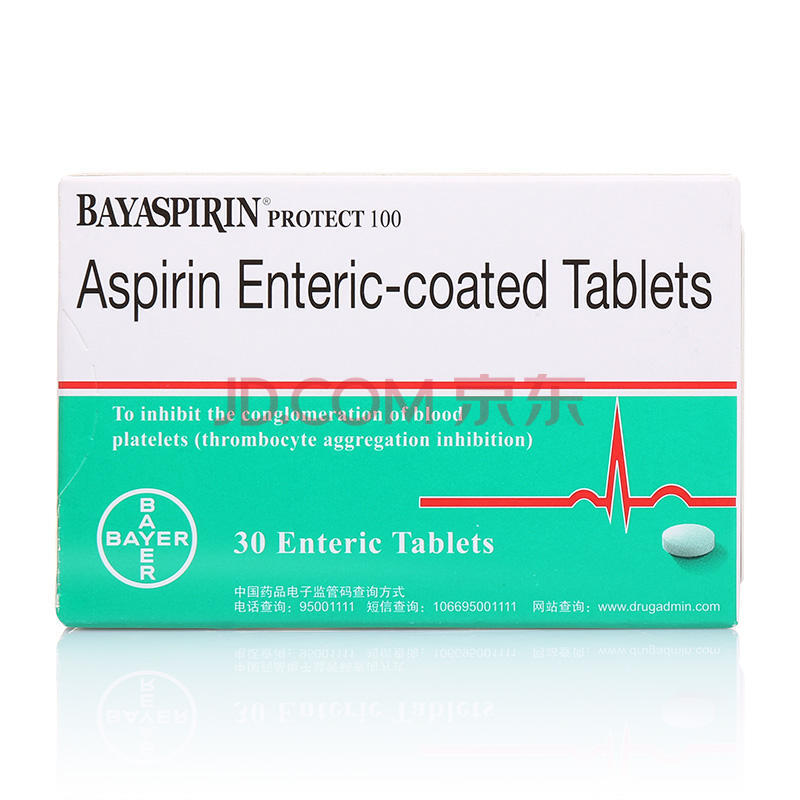 BAYASPIRIN® PROTECT 100
Aspirin Enteric-coated Tablets
JD.COM 京东
To inhibit the conglomeration of blood
platelets (thrombocyte aggregation inhibition)
BAYER
BAYER
30 Enteric Tablets
中国药品电子监管码查询方式
电话查询：95001111 短信查询：106695001111 网站查询：www.drugadmin.com